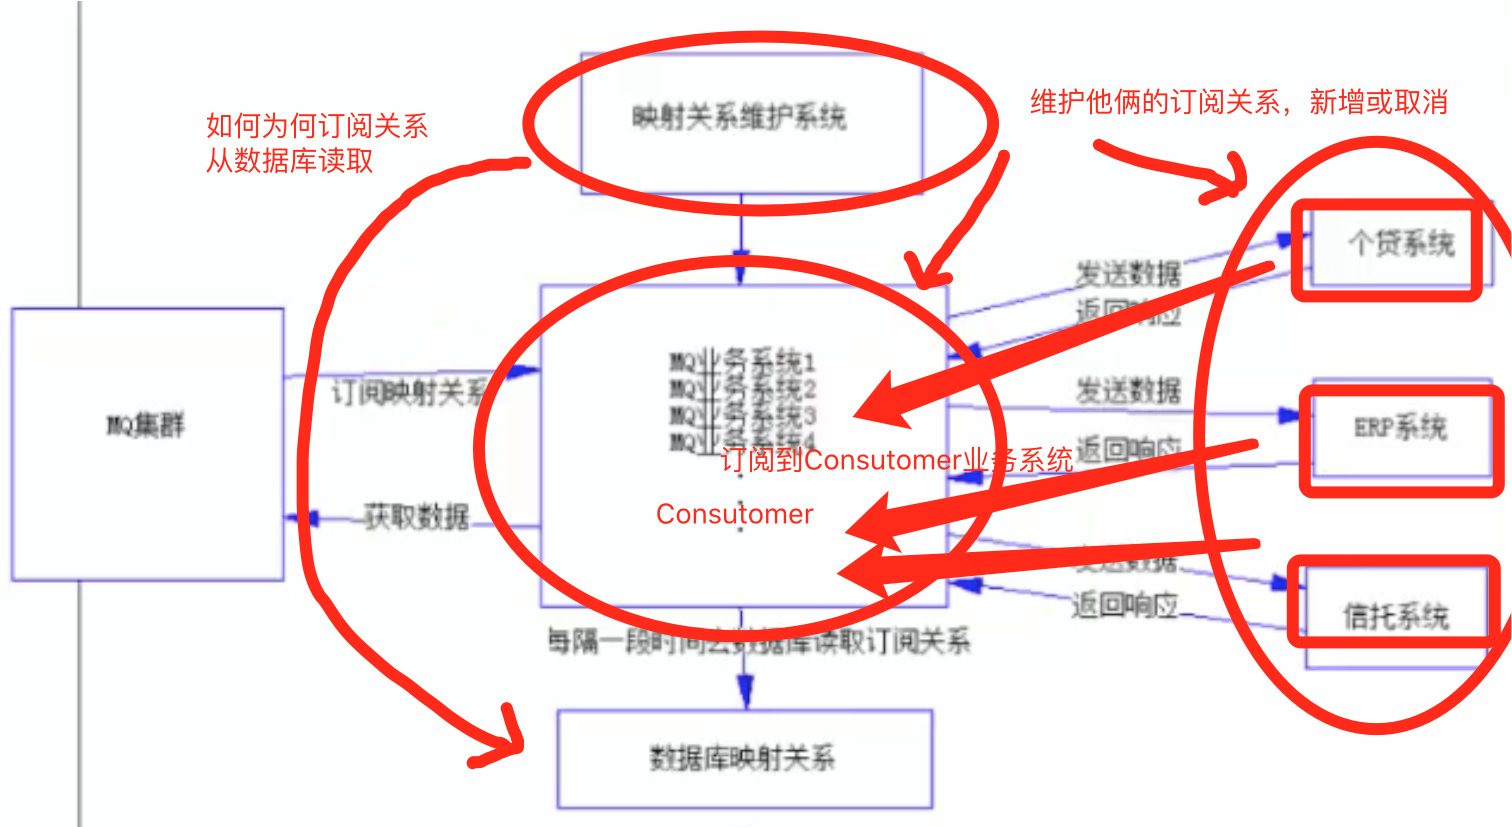 映射关系维护系统
维护他俩的订阅关系，新增或取消
如何为何订阅关系
从数据库读取
个贷系统
发送数据
返回响应
MQ业务系统1
MQ业务系统2
MQ业务系统3
MQ业务系统4
订阅映射关系
MQ集群
发送数据
ERP系统
返回响应
订阅到Consutomer业务系统
Consutomer
获取数据
发送数据
返回响应
信托系统
每隔一段时间去数据库读取订阅关系
数据库映射关系